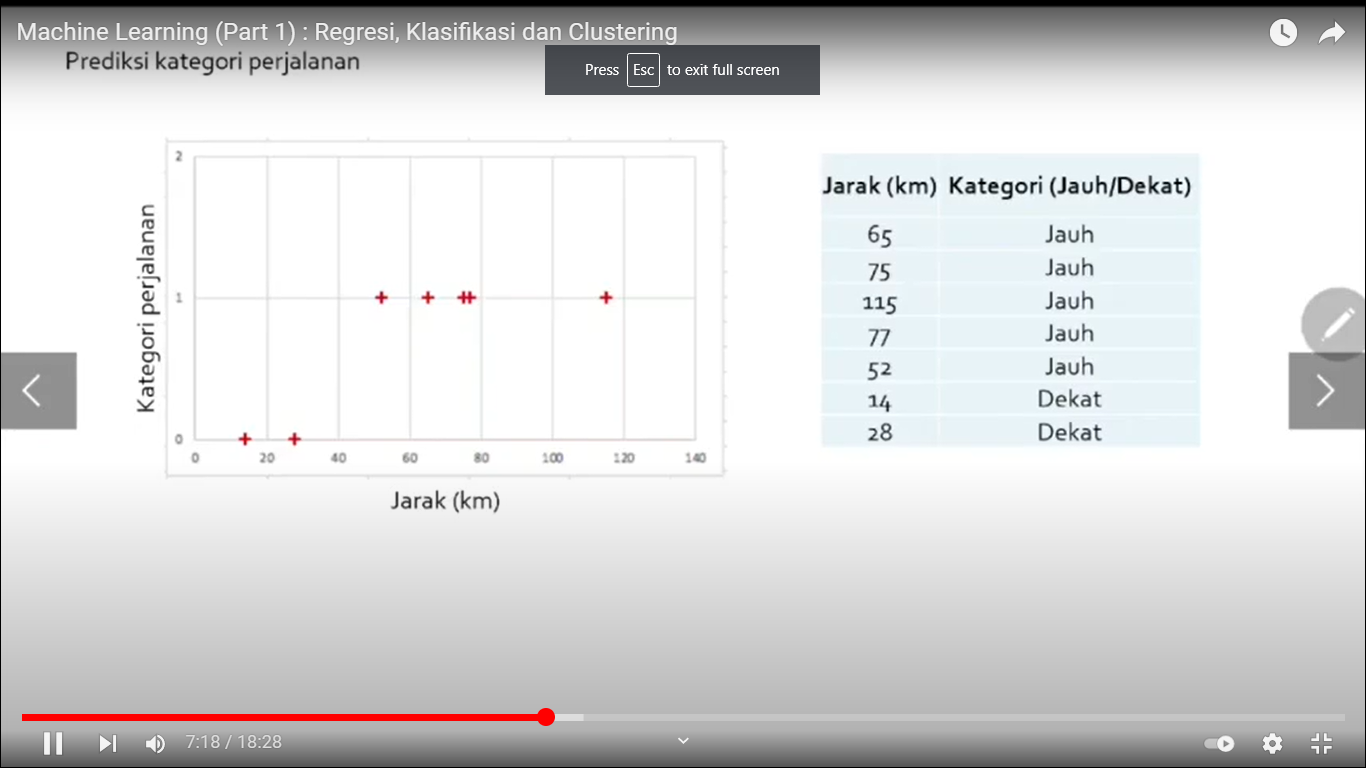 Machine Learning (Part 1) : Regresi, Klasifikasi dan Clustering
Prediksi kategori perjalanan
Press Esc to exit full screen
2
1
0
Kategori perjalanan
0 20 40 60 80 100 120 140
Jarak (km)
Jarak (km) Kategori (Jauh/Dekat)
65 Jauh
75 Jauh
115 Jauh
77 Jauh
52 Jauh
14 Dekat
28 Dekat
7:18 / 18:28